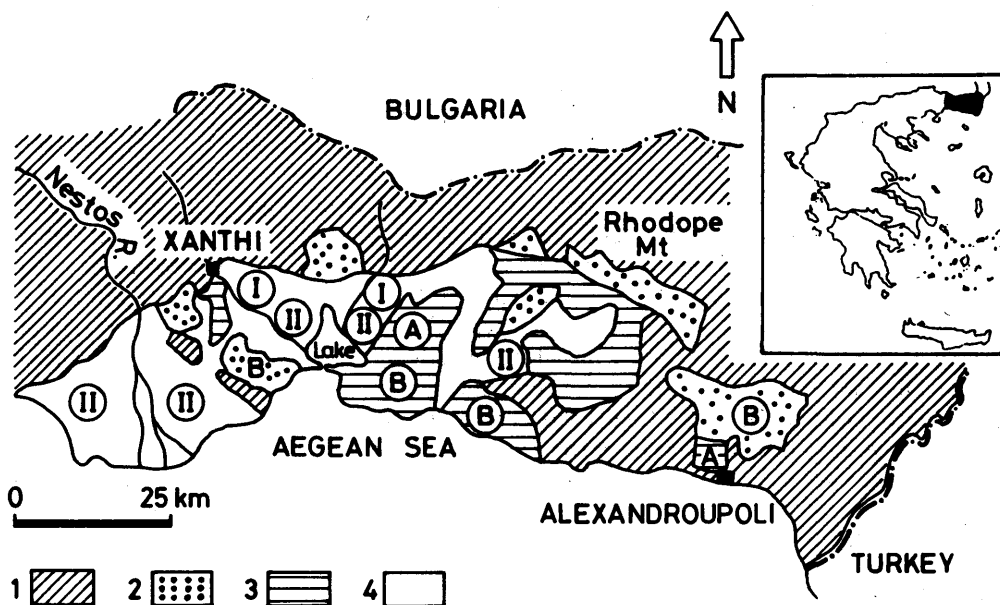 N
BULGARIA
Nestos R.
XANTHI
Rhodope
Mt
I
I
II
II
A
Lake
II
B
B
II
II
B
B
A
AEGEAN SEA
0 25 km
ALEXANDROUPOLI
TURKEY
1 2 3 4